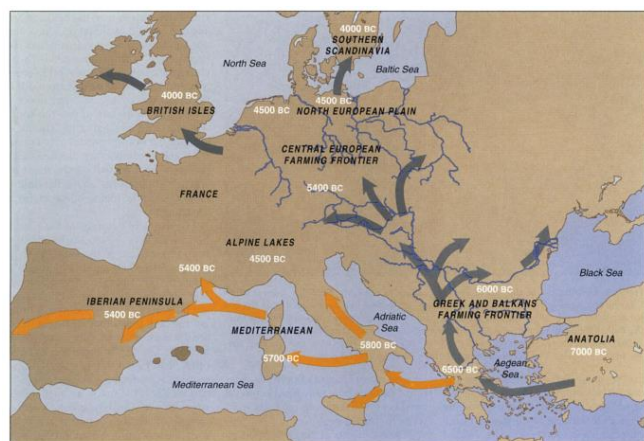 4000 BC
SOUTHERN
SCANDINAVIA
North Sea
Baltic Sea
4000 BC
BRITISH ISLES
4500 BC
4500 BC
NORTH EUROPEAN PLAIN
CENTRAL EUROPEAN
FARMING FRONTIER
5400 BC
FRANCE
ALPINE LAKES
4500 BC
5400 BC
IBERIAN PENINSULA
5400 BC
MEDITERRANEAN
5700 BC
Adriatic
Sea
5800 BC
Mediterranean Sea
6000 BC
GREEK AND BALKANS
FARMING FRONTIER
Black Sea
ANATOLIA
7000 BC
Aegean
Sea
6500 BC